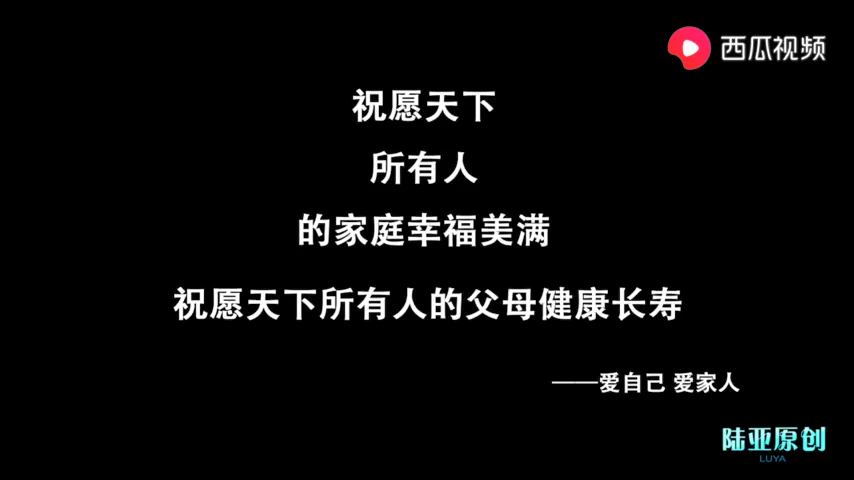 西瓜视频
祝愿天下
所有人
的家庭幸福美满
祝愿天下所有人的父母健康长寿
——爱自己 爱家人
陆亚原创
LUYA